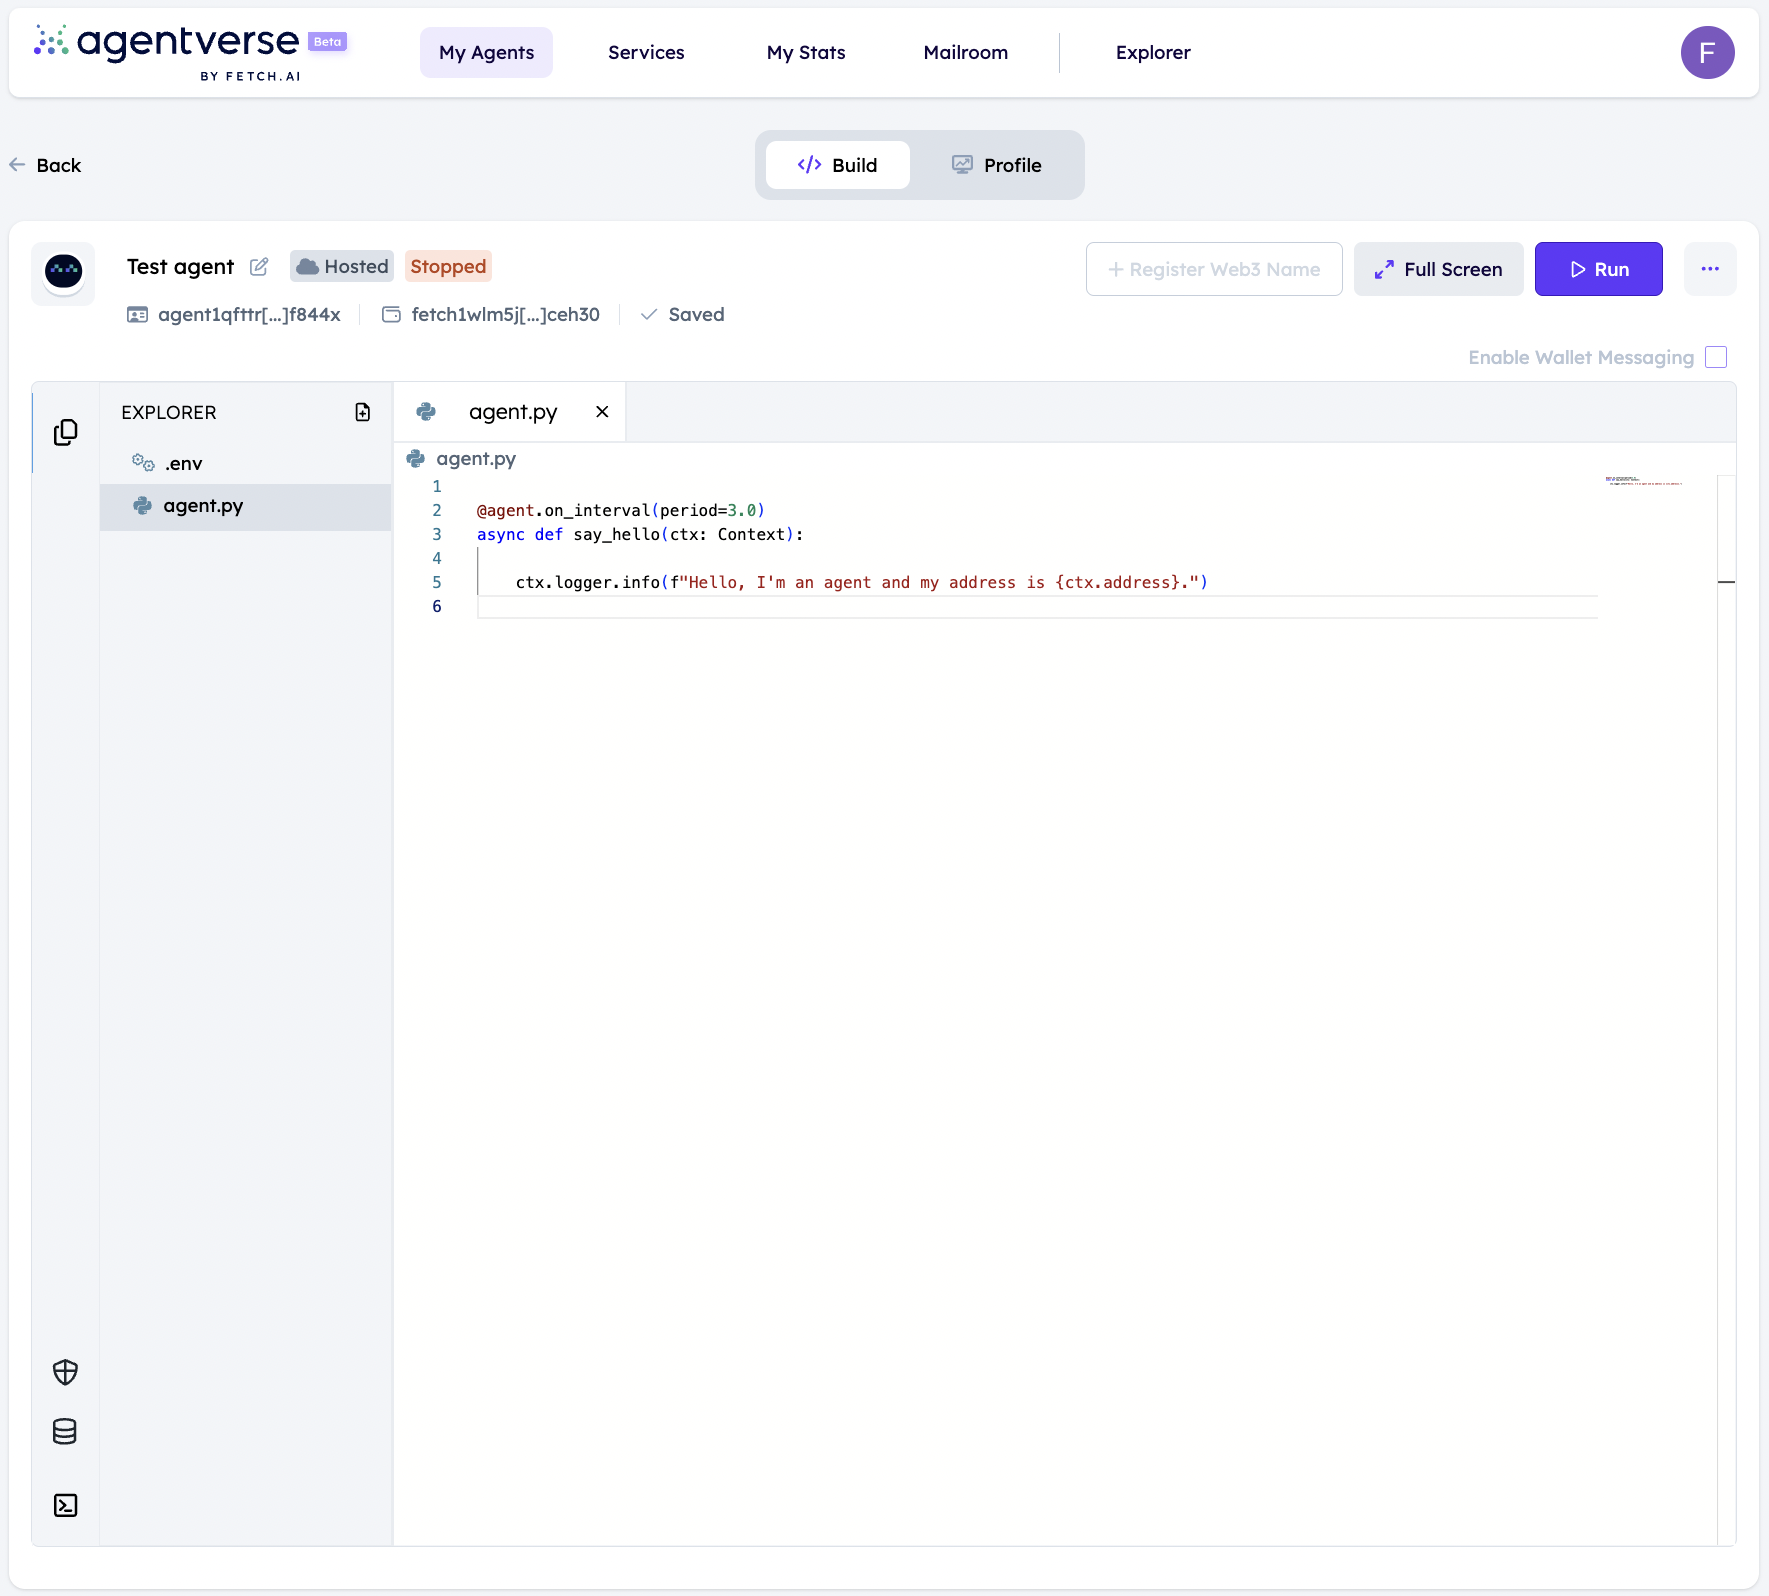 agentverse Beta
BY FETCH.AI
My Agents
Services
My Stats
Mailroom
Explorer
F
Back
</> Build
Profile
Test agent
Hosted
Stopped
+ Register Web3 Name
Full Screen
Run
agent1qfttr[...]f844x
fetch1wlm5j[...]ceh30
Saved
Enable Wallet Messaging
EXPLORER
.env
agent.py
agent.py
agent.py
1
2 @agent.on_interval(period=3.0)
3 async def say_hello(ctx: Context):
4
5 ctx.logger.info(f"Hello, I'm an agent and my address is {ctx.address}.")
6